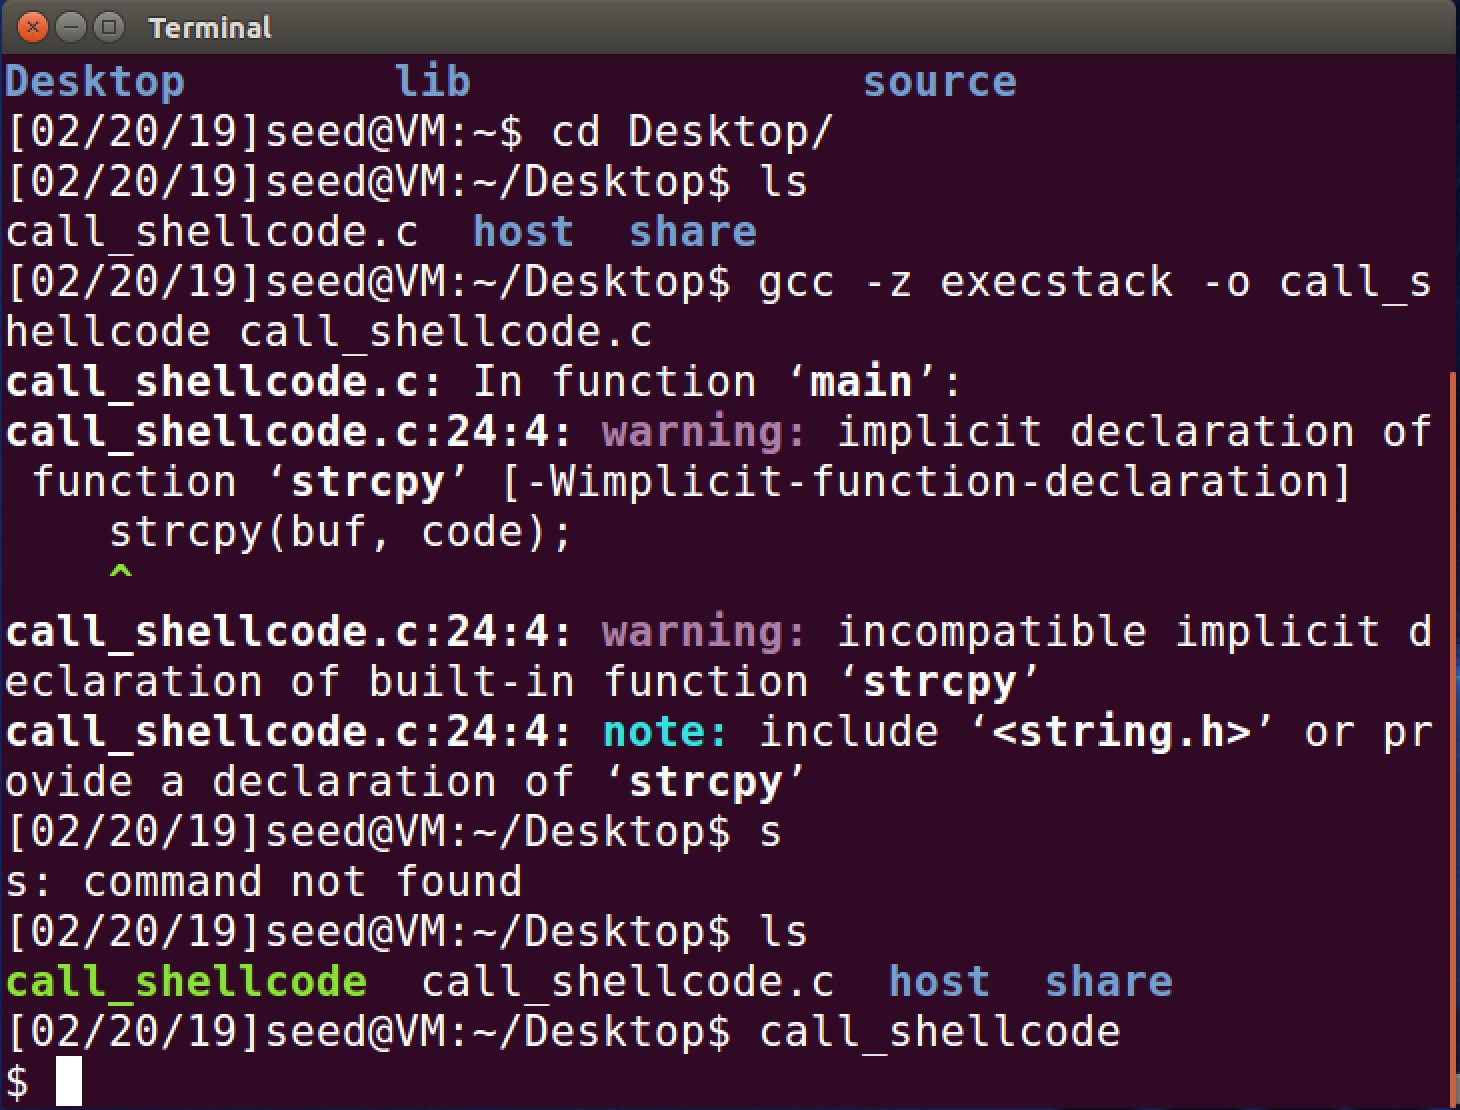 Terminal
Desktop lib source
[02/20/19]seed@VM:~$ cd Desktop/
[02/20/19]seed@VM:~/Desktop$ ls
call_shellcode.c host share
[02/20/19]seed@VM:~/Desktop$ gcc -z execstack -o call_s
hellcode call_shellcode.c
call_shellcode.c: In function ‘main’:
call_shellcode.c:24:4: warning: implicit declaration of
function ‘strcpy’ [-Wimplicit-function-declaration]
strcpy(buf, code);
^
call_shellcode.c:24:4: warning: incompatible implicit d
eclaration of built-in function ‘strcpy’
call_shellcode.c:24:4: note: include ‘<string.h>’ or pr
ovide a declaration of ‘strcpy’
[02/20/19]seed@VM:~/Desktop$ s
s: command not found
[02/20/19]seed@VM:~/Desktop$ ls
call_shellcode call_shellcode.c host share
[02/20/19]seed@VM:~/Desktop$ call_shellcode
$